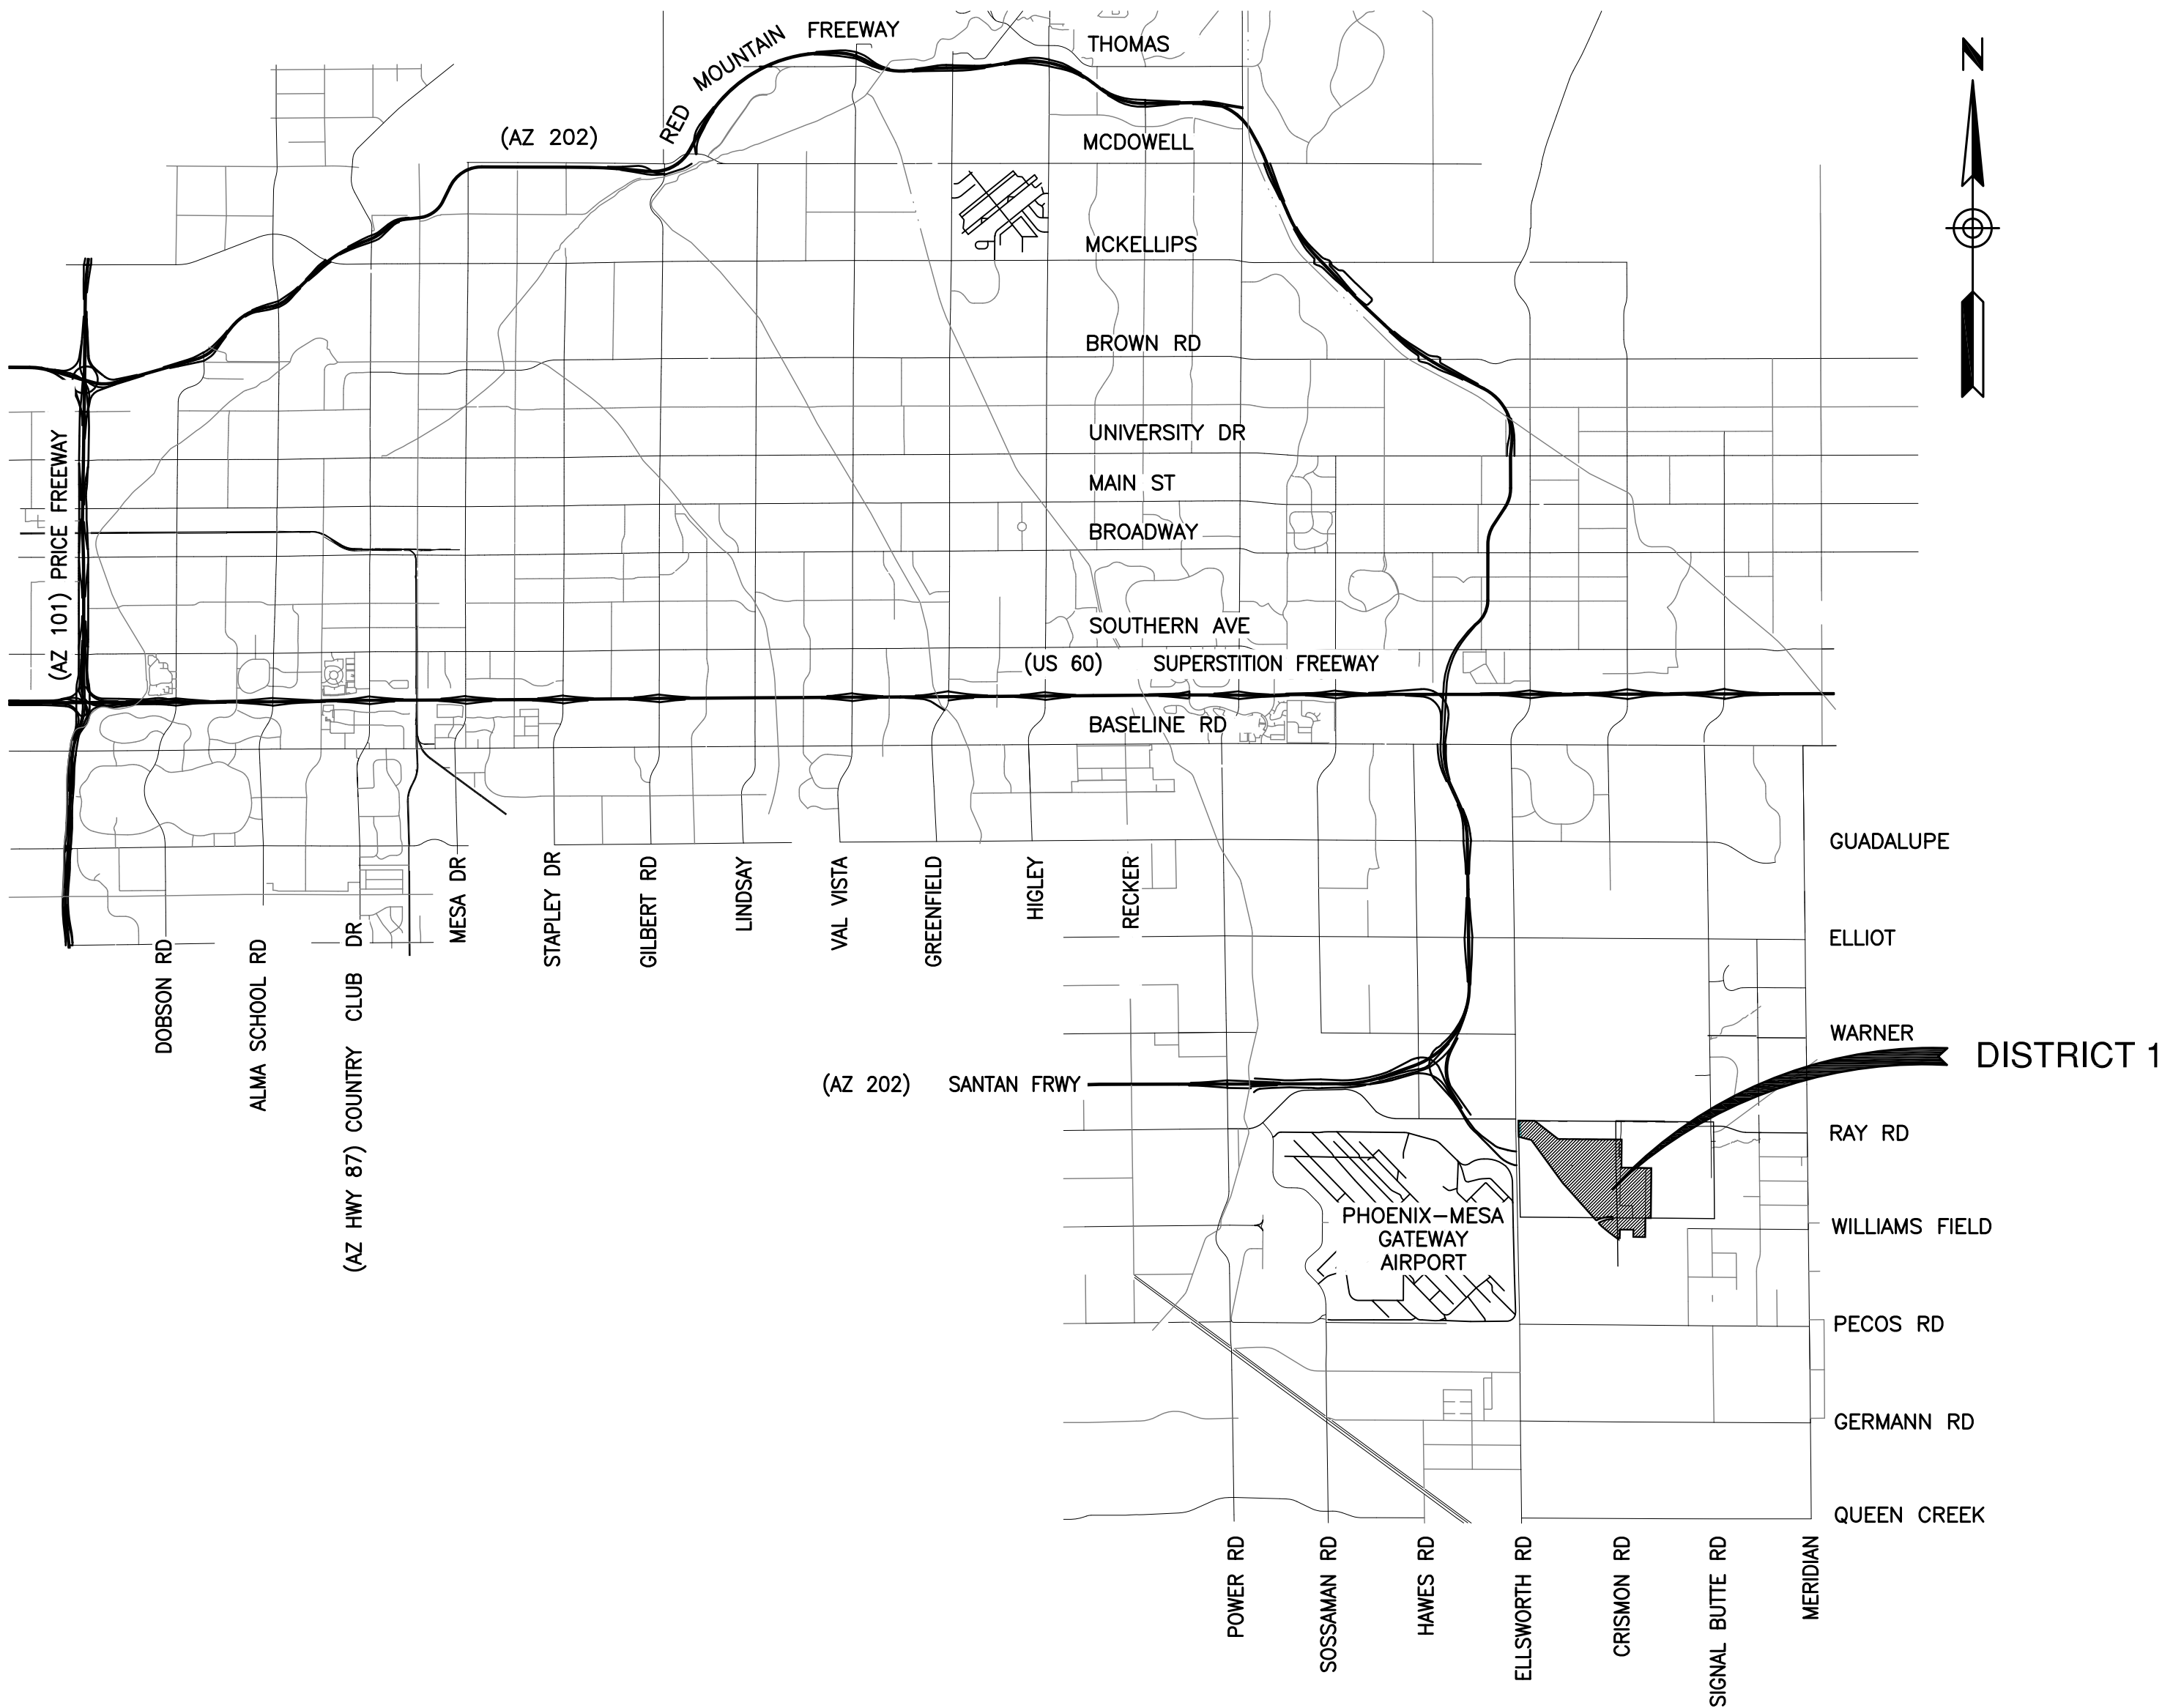 FREEWAY
MOUNTAIN
RED
(AZ 202)
THOMAS
N
MCDOWELL
MCKELLIPS
BROWN RD
UNIVERSITY DR
MAIN ST
BROADWAY
(AZ 101) PRICE FREEWAY
SOUTHERN AVE
(US 60) SUPERSTITION FREEWAY
BASELINE RD
GUADALUPE
DOBSON RD
ALMA SCHOOL RD
(AZ HWY 87) COUNTRY CLUB DR
MESA DR
STAPLEY DR
GILBERT RD
LINDSAY
VAL VISTA
GREENFIELD
HIGLEY
RECKER
ELLIOT
WARNER
DISTRICT 1
(AZ 202) SANTAN FRWY
RAY RD
PHOENIX-MESA
GATEWAY
AIRPORT
WILLIAMS FIELD
PECOS RD
GERMANN RD
QUEEN CREEK
POWER RD
SOSSAMAN RD
HAWES RD
ELLSWORTH RD
CRISMON RD
SIGNAL BUTTE RD
MERIDIAN